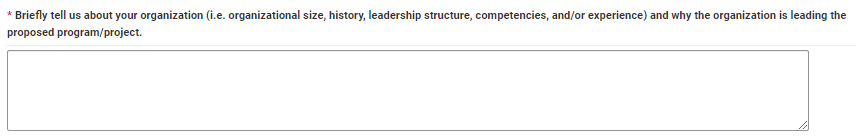 * Briefly tell us about your organization (i.e. organizational size, history, leadership structure, competencies, and/or experience) and why the organization is leading the
proposed program/project.